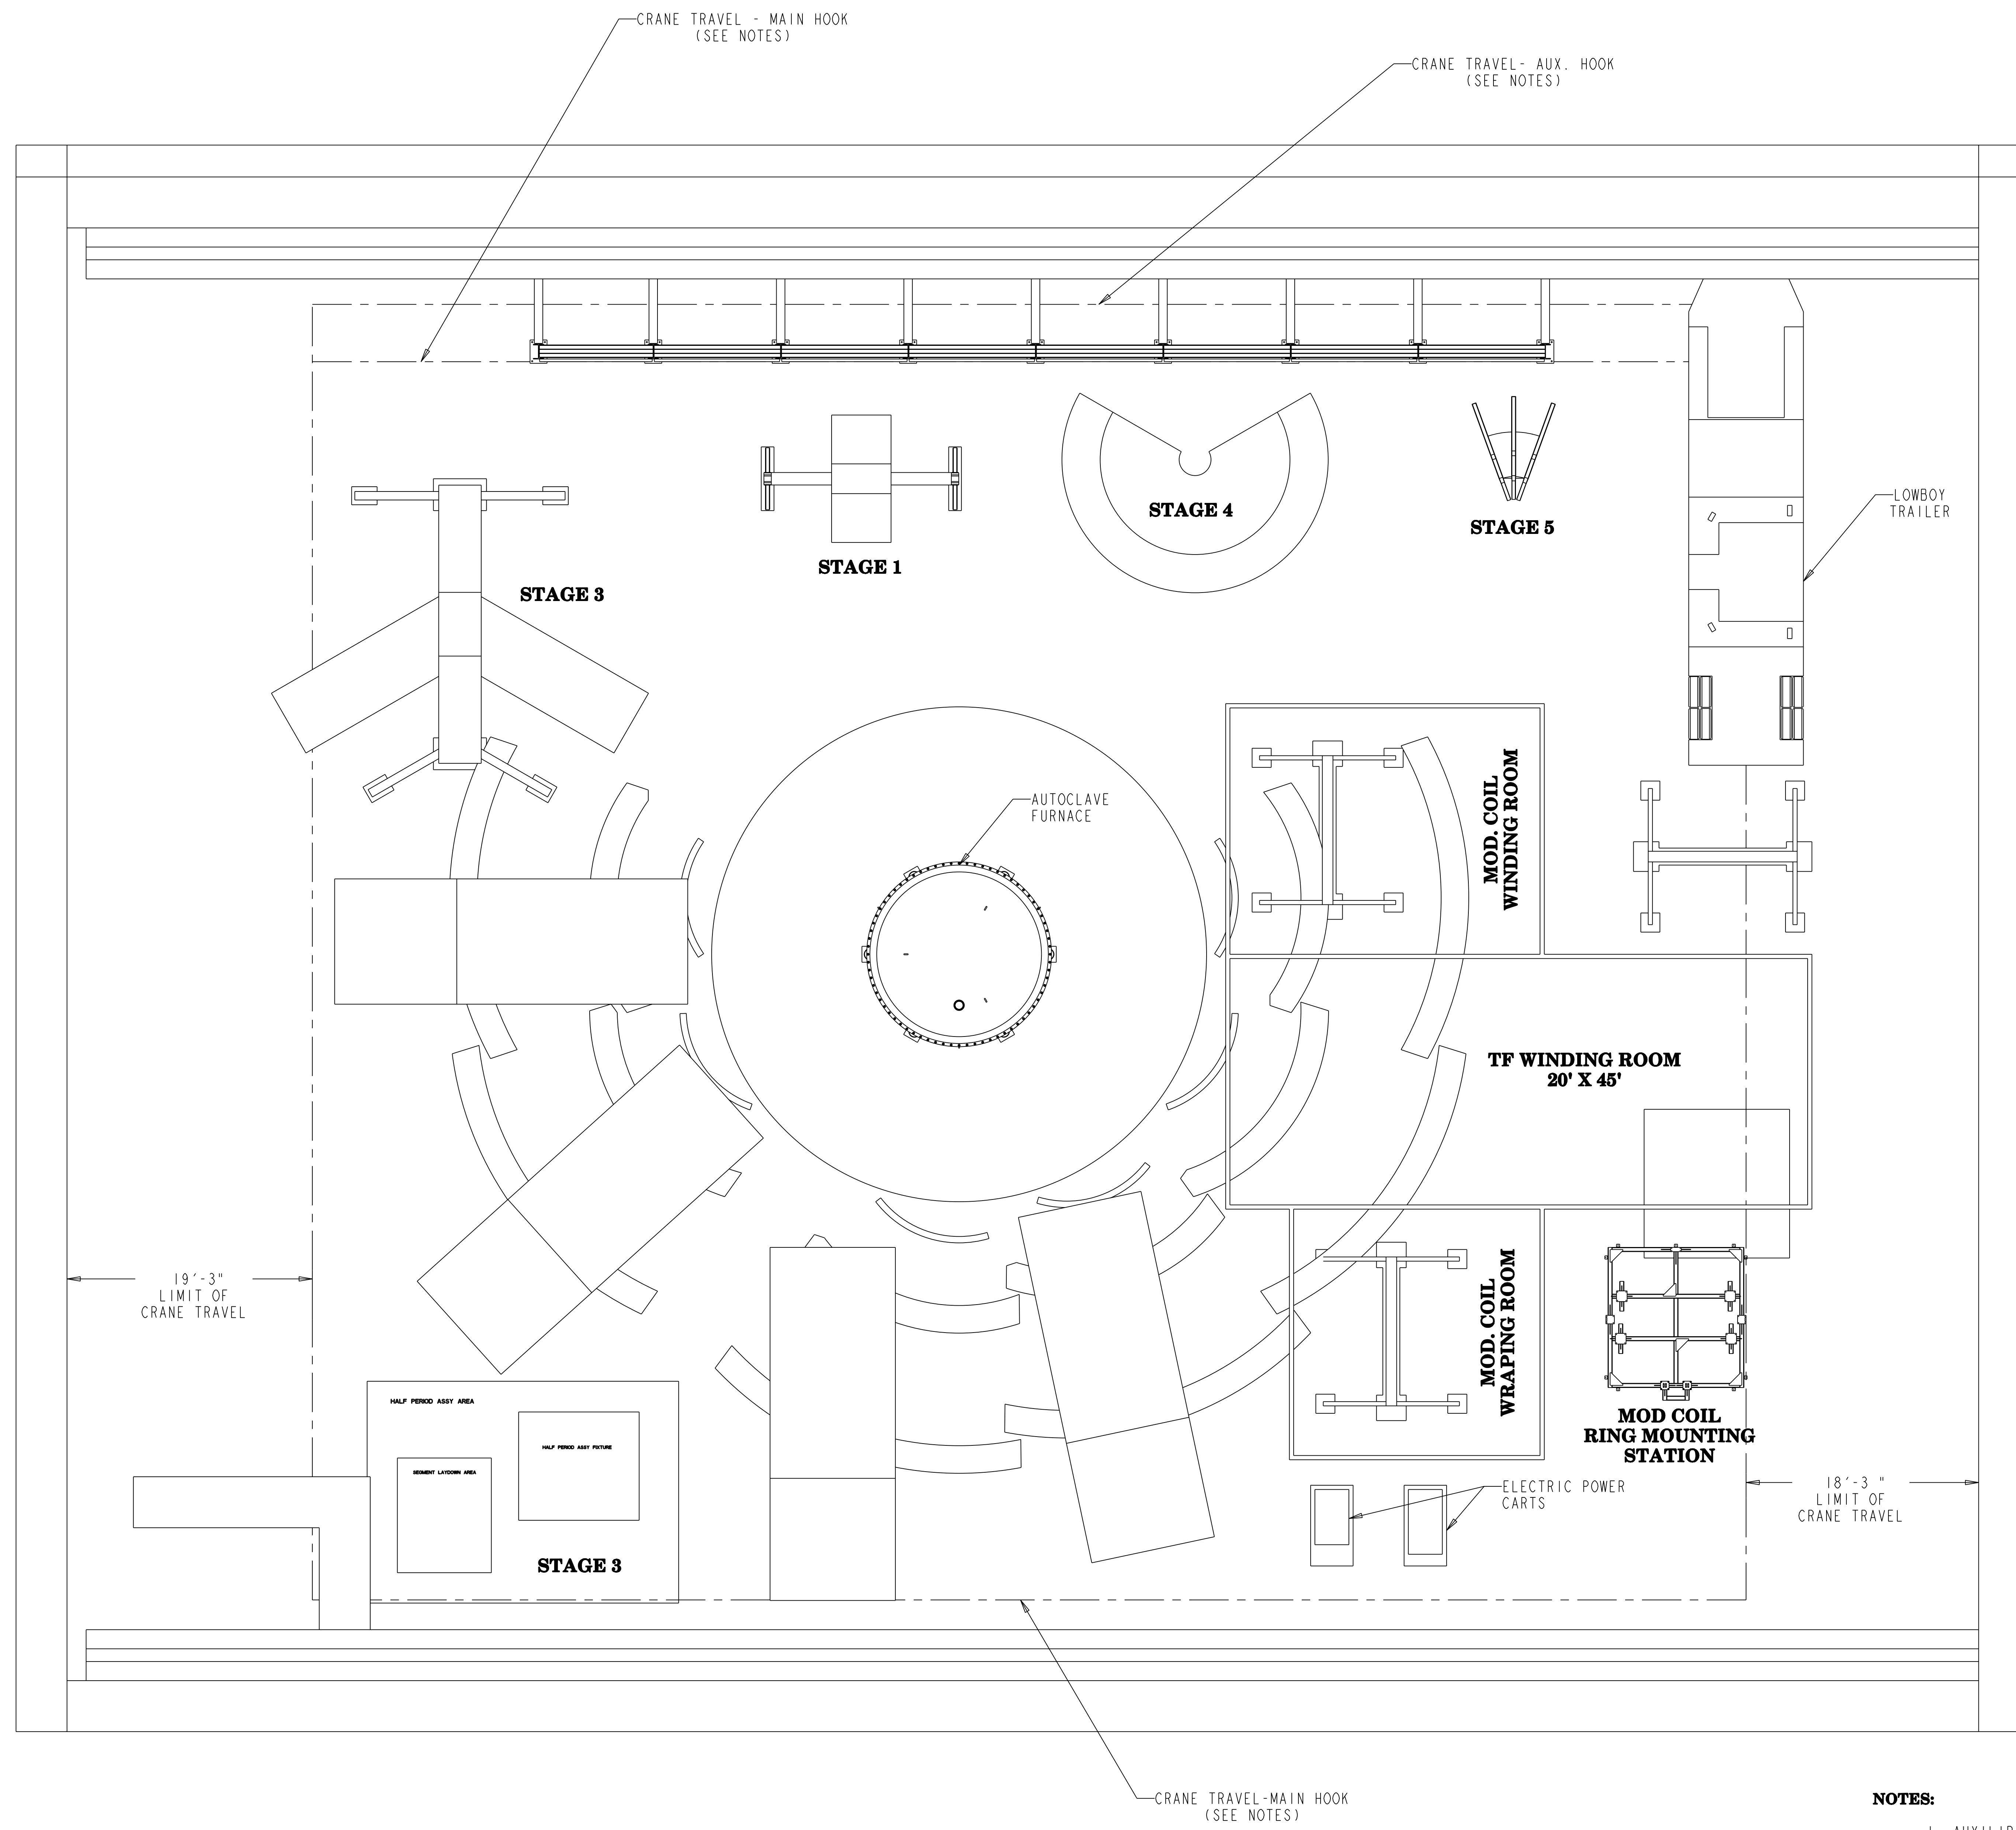 CRANE TRAVEL - MAIN HOOK
(SEE NOTES)
CRANE TRAVEL- AUX. HOOK
(SEE NOTES)
LOWBOY
TRAILER
STAGE 4
STAGE 5
STAGE 1
STAGE 3
MOD. COIL
WINDING ROOM
AUTOCLAVE
FURNACE
TF WINDING ROOM
20' X 45'
19'-3"
LIMIT OF
CRANE TRAVEL
MOD. COIL
WRAPING ROOM
MOD COIL
RING MOUNTING
STATION
HALF PERIOD ASSY AREA
HALF PERIOD ASSY FIXTURE
SEGMENT LAYDOWN AREA
STAGE 3
ELECTRIC POWER
CARTS
18'-3 "
LIMIT OF
CRANE TRAVEL
CRANE TRAVEL-MAIN HOOK
(SEE NOTES)
NOTES: